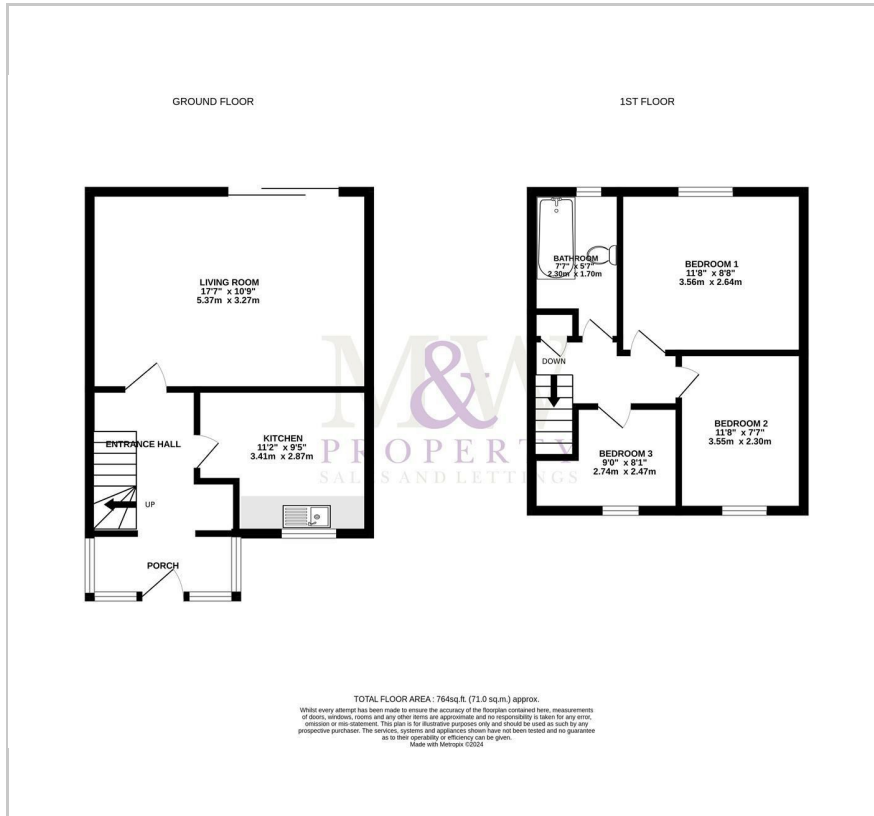 GROUND FLOOR
LIVING ROOM
17'7" x 10'9"
5.37m x 3.27m
ENTRANCE HALL
KITCHEN
11'2" x 9'5"
3.41m x 2.87m
UP
PORCH
1ST FLOOR
BATHROOM
7'7" x 5'7"
2.30m x 1.70m
BEDROOM 1
11'8" x 8'8"
3.56m x 2.64m
DOWN
BEDROOM 2
11'8" x 7'7"
3.55m x 2.30m
BEDROOM 3
9'0" x 8'1"
2.74m x 2.47m
M&W
PROPERTY
SALES AND LETTINGS
TOTAL FLOOR AREA : 764sq.ft. (71.0 sq.m.) approx.
Whilst every attempt has been made to ensure the accuracy of the floorplan contained here, measurements
of doors, windows, rooms and any other items are approximate and no responsibility is taken for any error,
omission or mis-statement. This plan is for illustrative purposes only and should be used as such by any
prospective purchaser. The services, systems and appliances shown have not been tested and no guarantee
as to their operability or efficiency can be given.
Made with Metropix ©2024